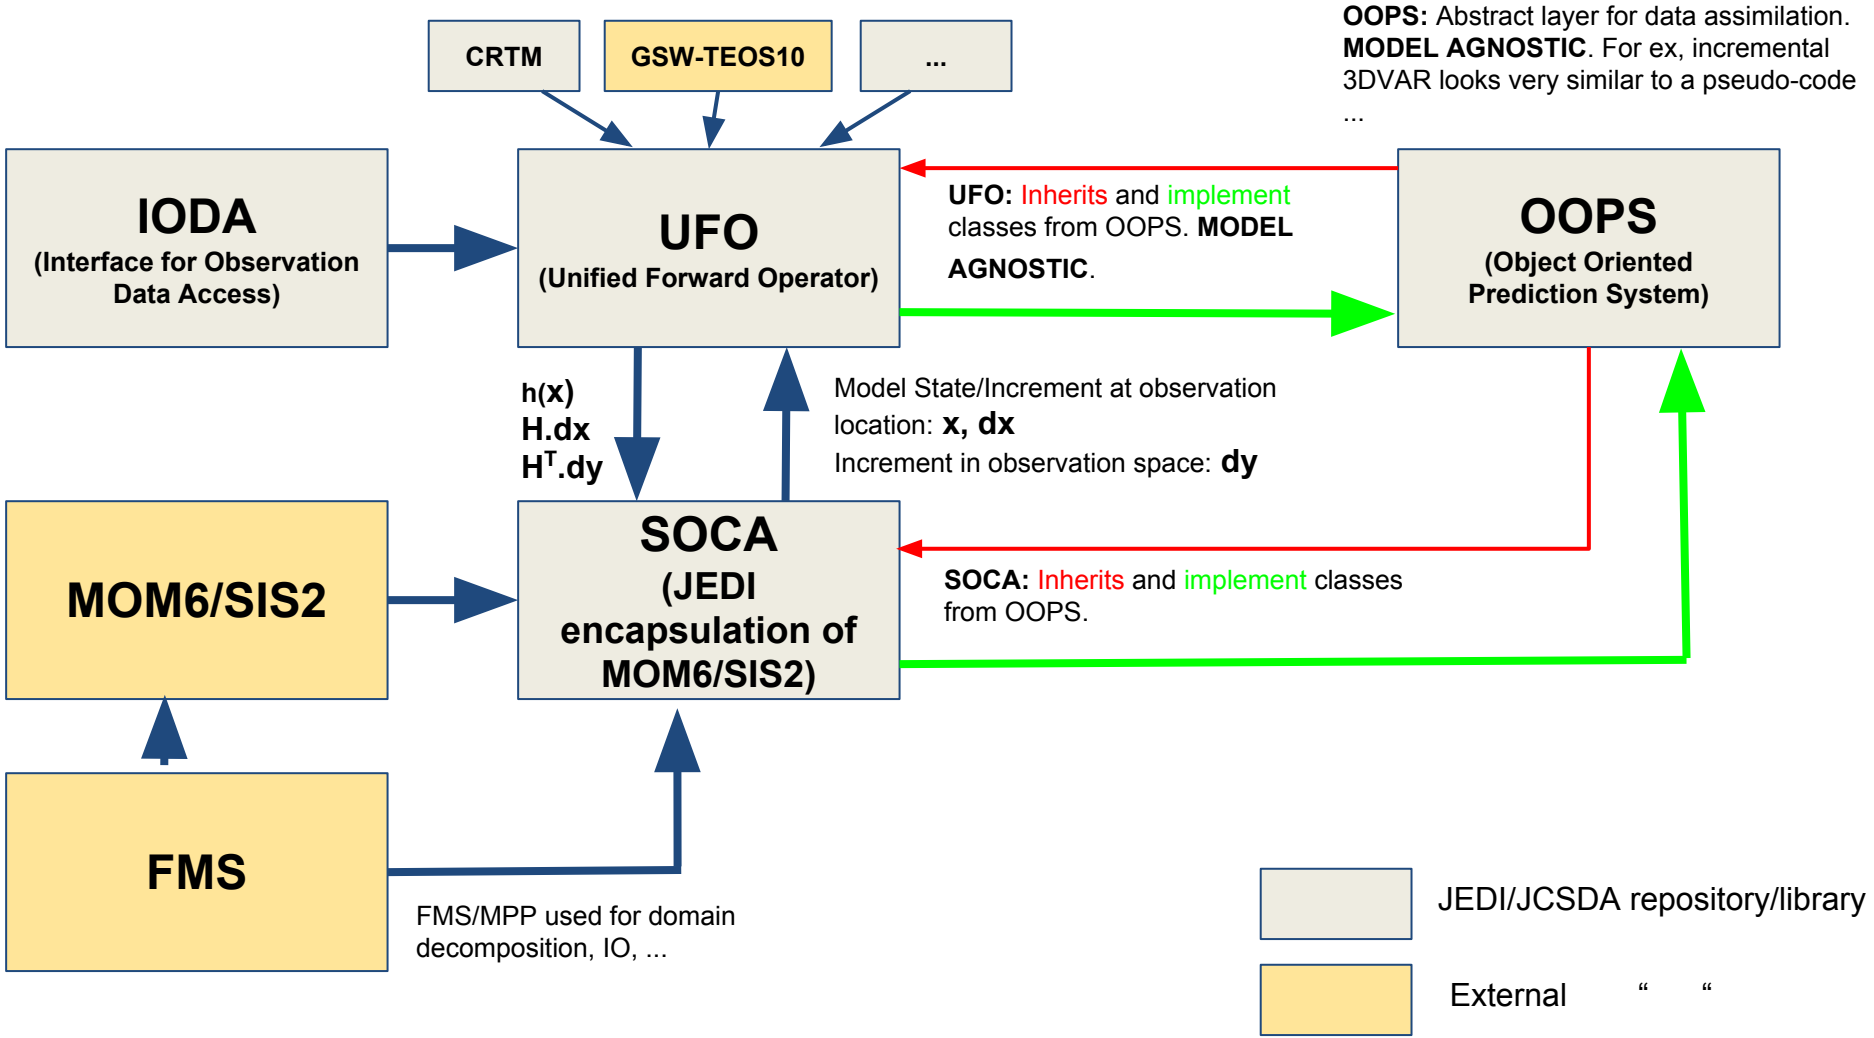 OOPS: Abstract layer for data assimilation.
MODEL AGNOSTIC. For ex, incremental
3DVAR looks very similar to a pseudo-code
...
CRTM
GSW-TEOS10
...
IODA
(Interface for Observation
Data Access)
UFO
(Unified Forward Operator)
UFO: Inherits and implement
classes from OOPS. MODEL
AGNOSTIC.
OOPS
(Object Oriented
Prediction System)
h(x)
H.dx
Hᵀ.dy
Model State/Increment at observation
location: x, dx
Increment in observation space: dy
MOM6/SIS2
SOCA
(JEDI
encapsulation of
MOM6/SIS2)
SOCA: Inherits and implement classes
from OOPS.
FMS
FMS/MPP used for domain
decomposition, IO, ...
JEDI/JCSDA repository/library
External “ “